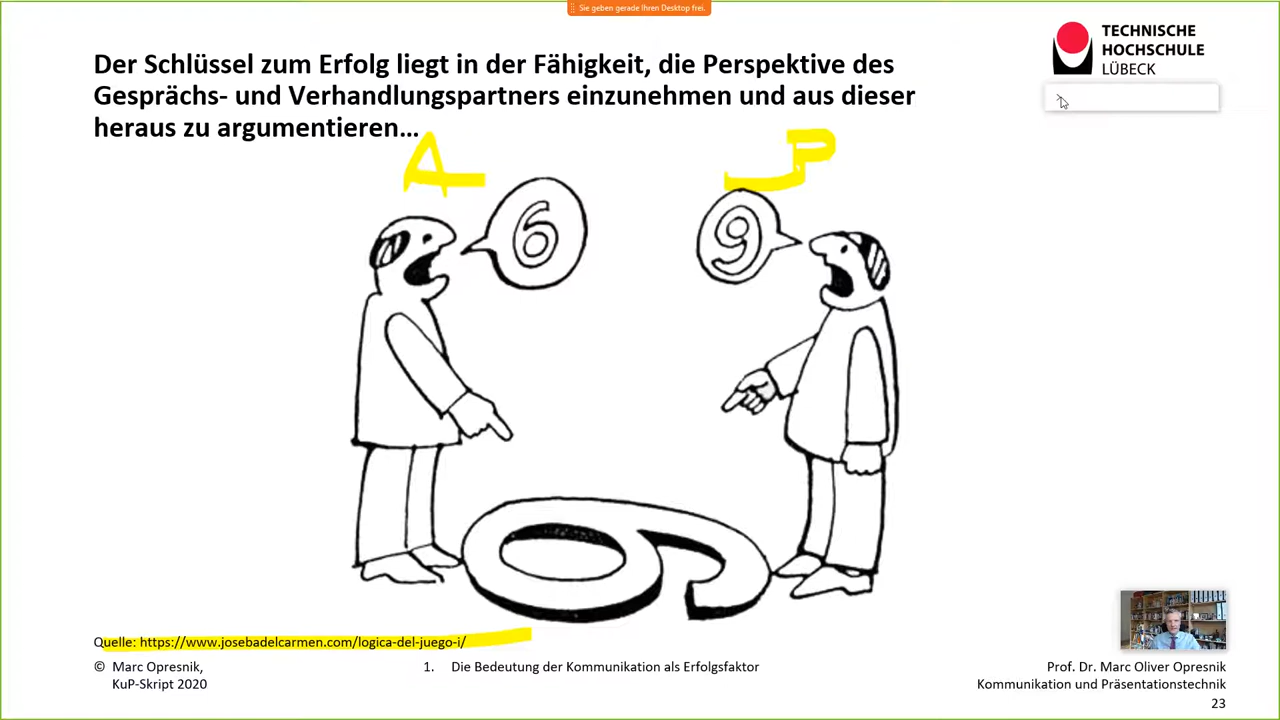 Sie geben gerade Ihren Desktop frei.
TECHNISCHE
HOCHSCHULE
LÜBECK
Der Schlüssel zum Erfolg liegt in der Fähigkeit, die Perspektive des
Gesprächs- und Verhandlungspartners einzunehmen und aus dieser
heraus zu argumentieren...
A
P
6
9
6
Quelle: https://www.josebadelcarmen.com/logica-del-juego-i/
© Marc Opresnik,
KuP-Skript 2020
1. Die Bedeutung der Kommunikation als Erfolgsfaktor
Prof. Dr. Marc Oliver Opresnik
Kommunikation und Präsentationstechnik
23